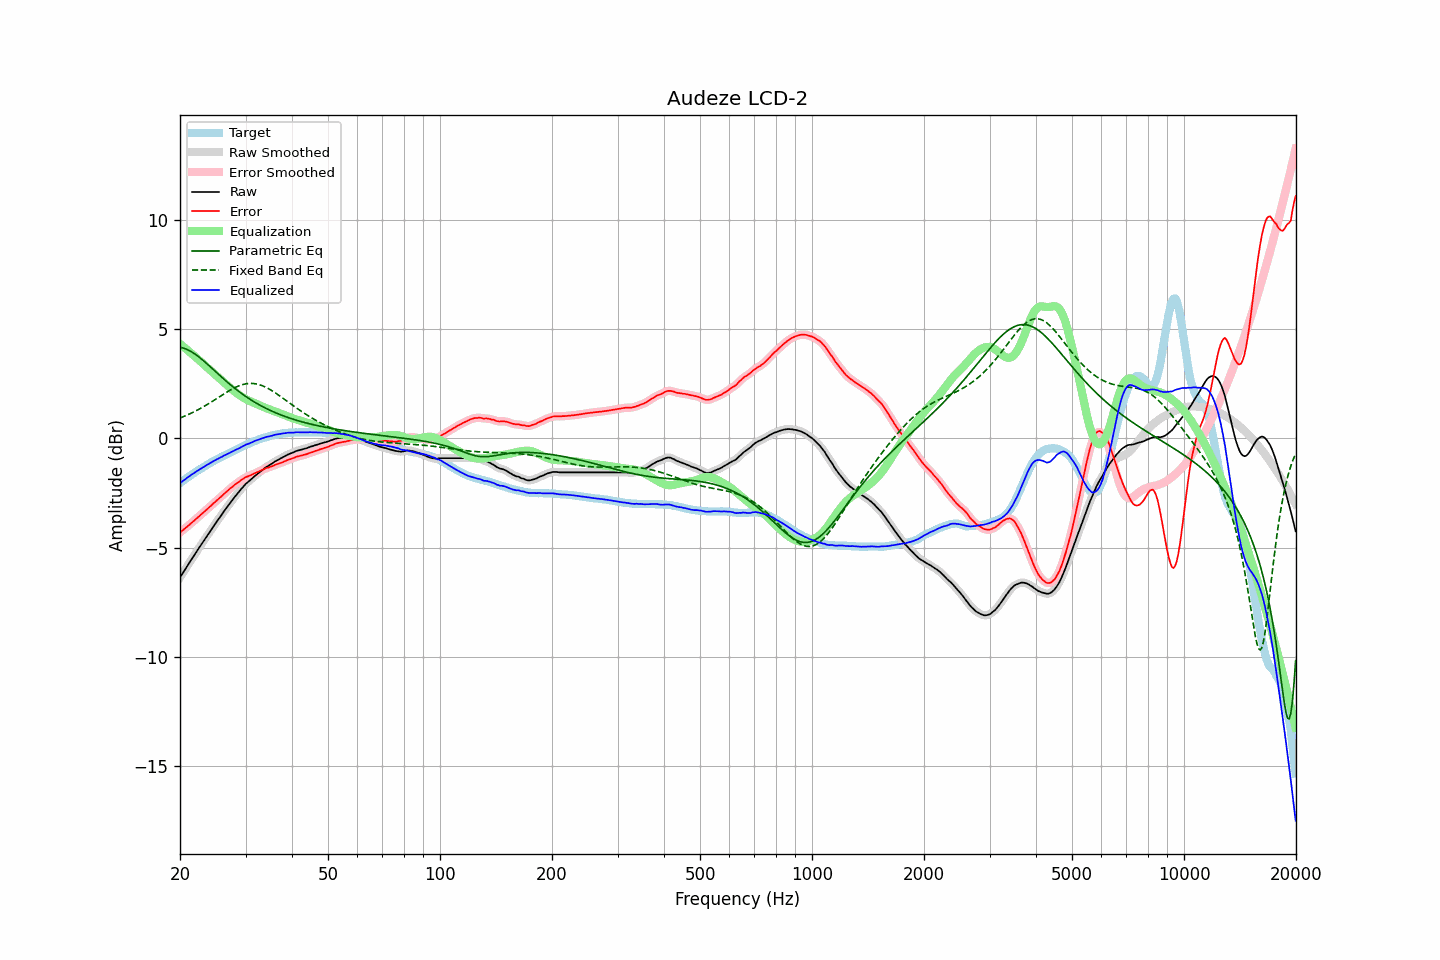 Audeze LCD-2
Target
Raw Smoothed
Error Smoothed
Raw
Error
Equalization
Parametric Eq
Fixed Band Eq
Equalized
10
5
0
−5
−10
−15
Amplitude (dBr)
20 50 100 200 500 1000 2000 5000 10000 20000
Frequency (Hz)